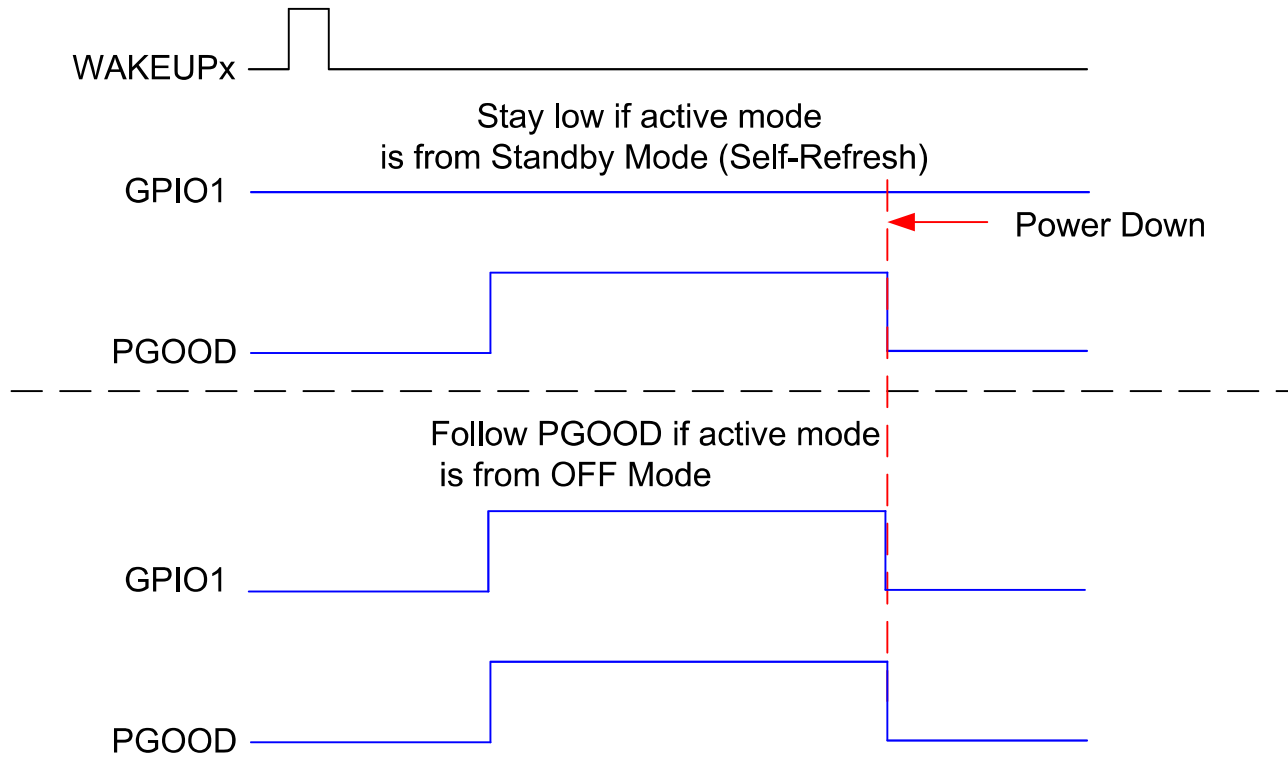 WAKEUPx
Stay low if active mode
is from Standby Mode (Self-Refresh)
GPIO1
Power Down
PGOOD
Follow PGOOD if active mode
is from OFF Mode
GPIO1
PGOOD